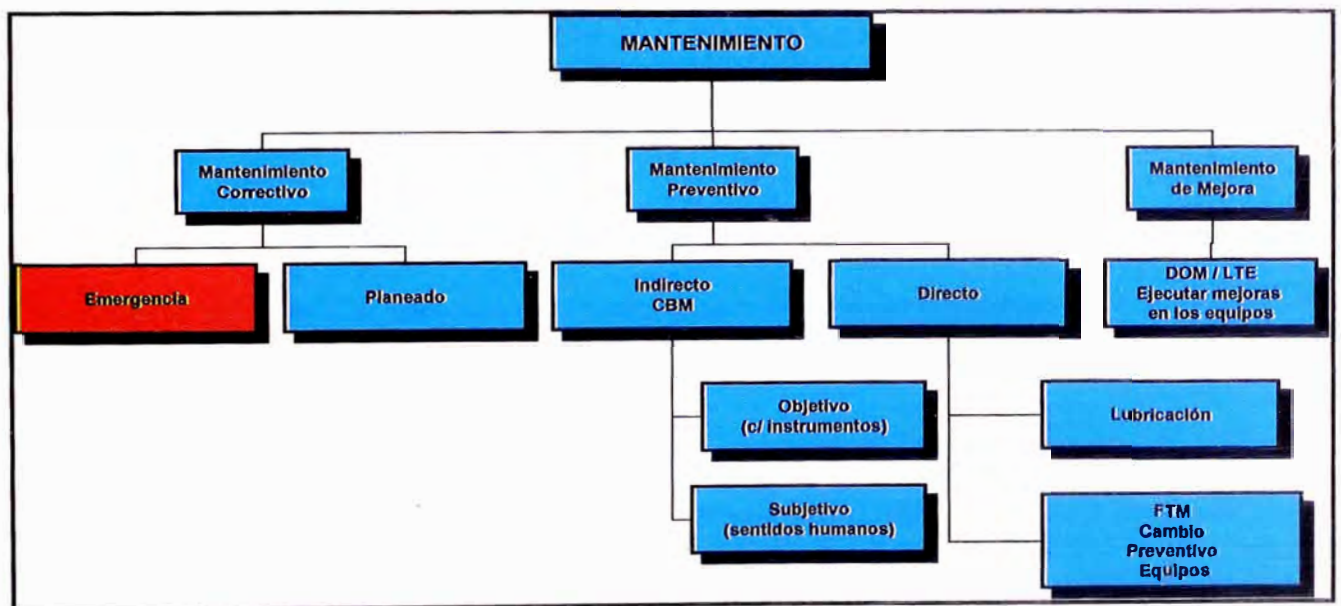 MANTENIMIENTO
Mantenimiento
Correctivo
Mantenimiento
Preventivo
Mantenimiento
de Mejora
Emergencia
Planeado
Indirecto
CBM
Directo
DOM / LTE
Ejecutar mejoras
en los equipos
Objetivo
(c/ instrumentos)
Lubricación
Subjetivo
(sentidos humanos)
FTM
Cambio
Preventivo
Equipos